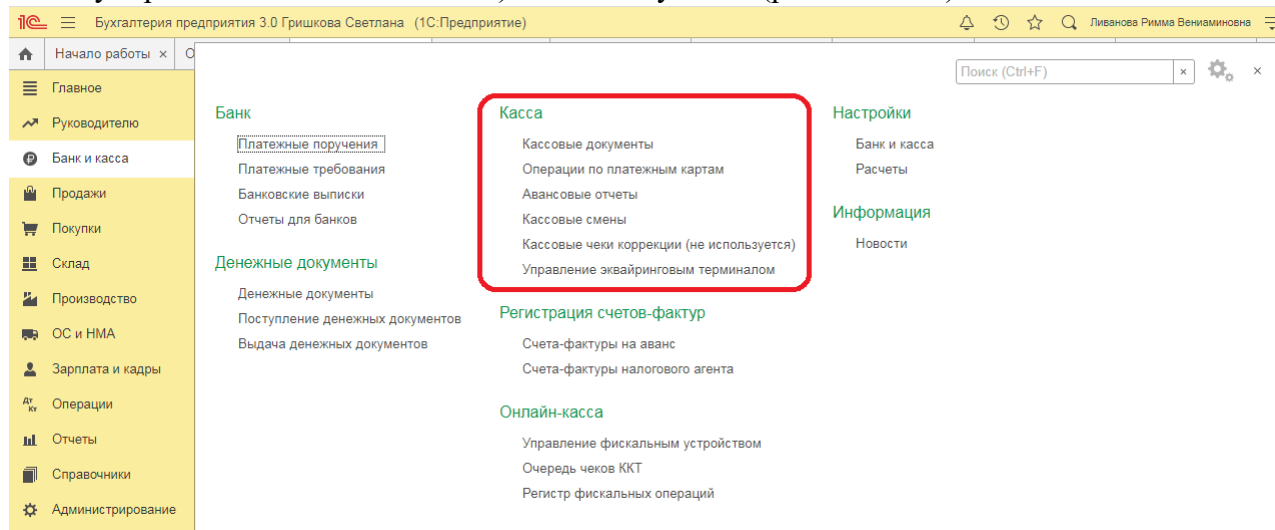 Бухгалтерия предприятия 3.0 Гришкова Светлана (1С:Предприятие)
Ливанова Римма Вениаминовна
Начало работы ×
Поиск (Ctrl+F) ×
×
Главное
Руководителю
Банк и касса
Продажи
Покупки
Склад
Производство
ОС и НМА
Зарплата и кадры
Операции
Отчеты
Справочники
Администрирование
Банк
Платежные поручения
Платежные требования
Банковские выписки
Отчеты для банков
Денежные документы
Денежные документы
Поступление денежных документов
Выдача денежных документов
Касса
Кассовые документы
Операции по платежным картам
Авансовые отчеты
Кассовые смены
Кассовые чеки коррекции (не используется)
Управление эквайринговым терминалом
Регистрация счетов-фактур
Счета-фактуры на аванс
Счета-фактуры налогового агента
Онлайн-касса
Управление фискальным устройством
Очередь чеков ККТ
Регистр фискальных операций
Настройки
Банк и касса
Расчеты
Информация
Новости